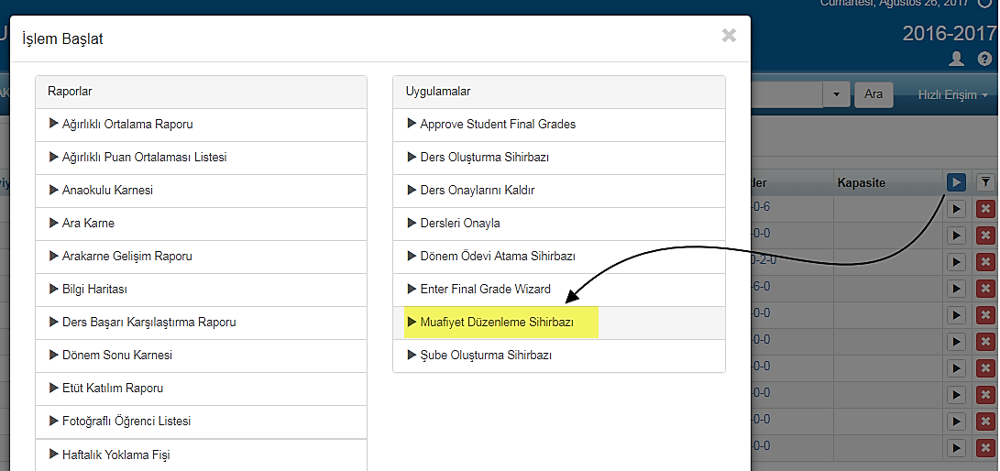 Cumartesi, Ağustos 26, 2017
İşlem Başlat
2016-2017
Raporlar
Uygulamalar
Ara
Hızlı Erişim
Ağırlıklı Ortalama Raporu
Approve Student Final Grades
Ağırlıklı Puan Ortalaması Listesi
Ders Oluşturma Sihirbazı
Kapasite
Anaokulu Karnesi
Ders Onaylarını Kaldır
-0-6
Ara Karne
Dersleri Onayla
-0-0
Arakarne Gelişim Raporu
Dönem Ödevi Atama Sihirbazı
0-2-0
Bilgi Haritası
Enter Final Grade Wizard
-6-0
Ders Başarı Karşılaştırma Raporu
Muafiyet Düzenleme Sihirbazı
-0-0
Dönem Sonu Karnesi
Şube Oluşturma Sihirbazı
-0-0
Etüt Katılım Raporu
-0-0
-0-0
Fotoğraflı Öğrenci Listesi
-0-0
Haftalık Yoklama Fişi
-0-0